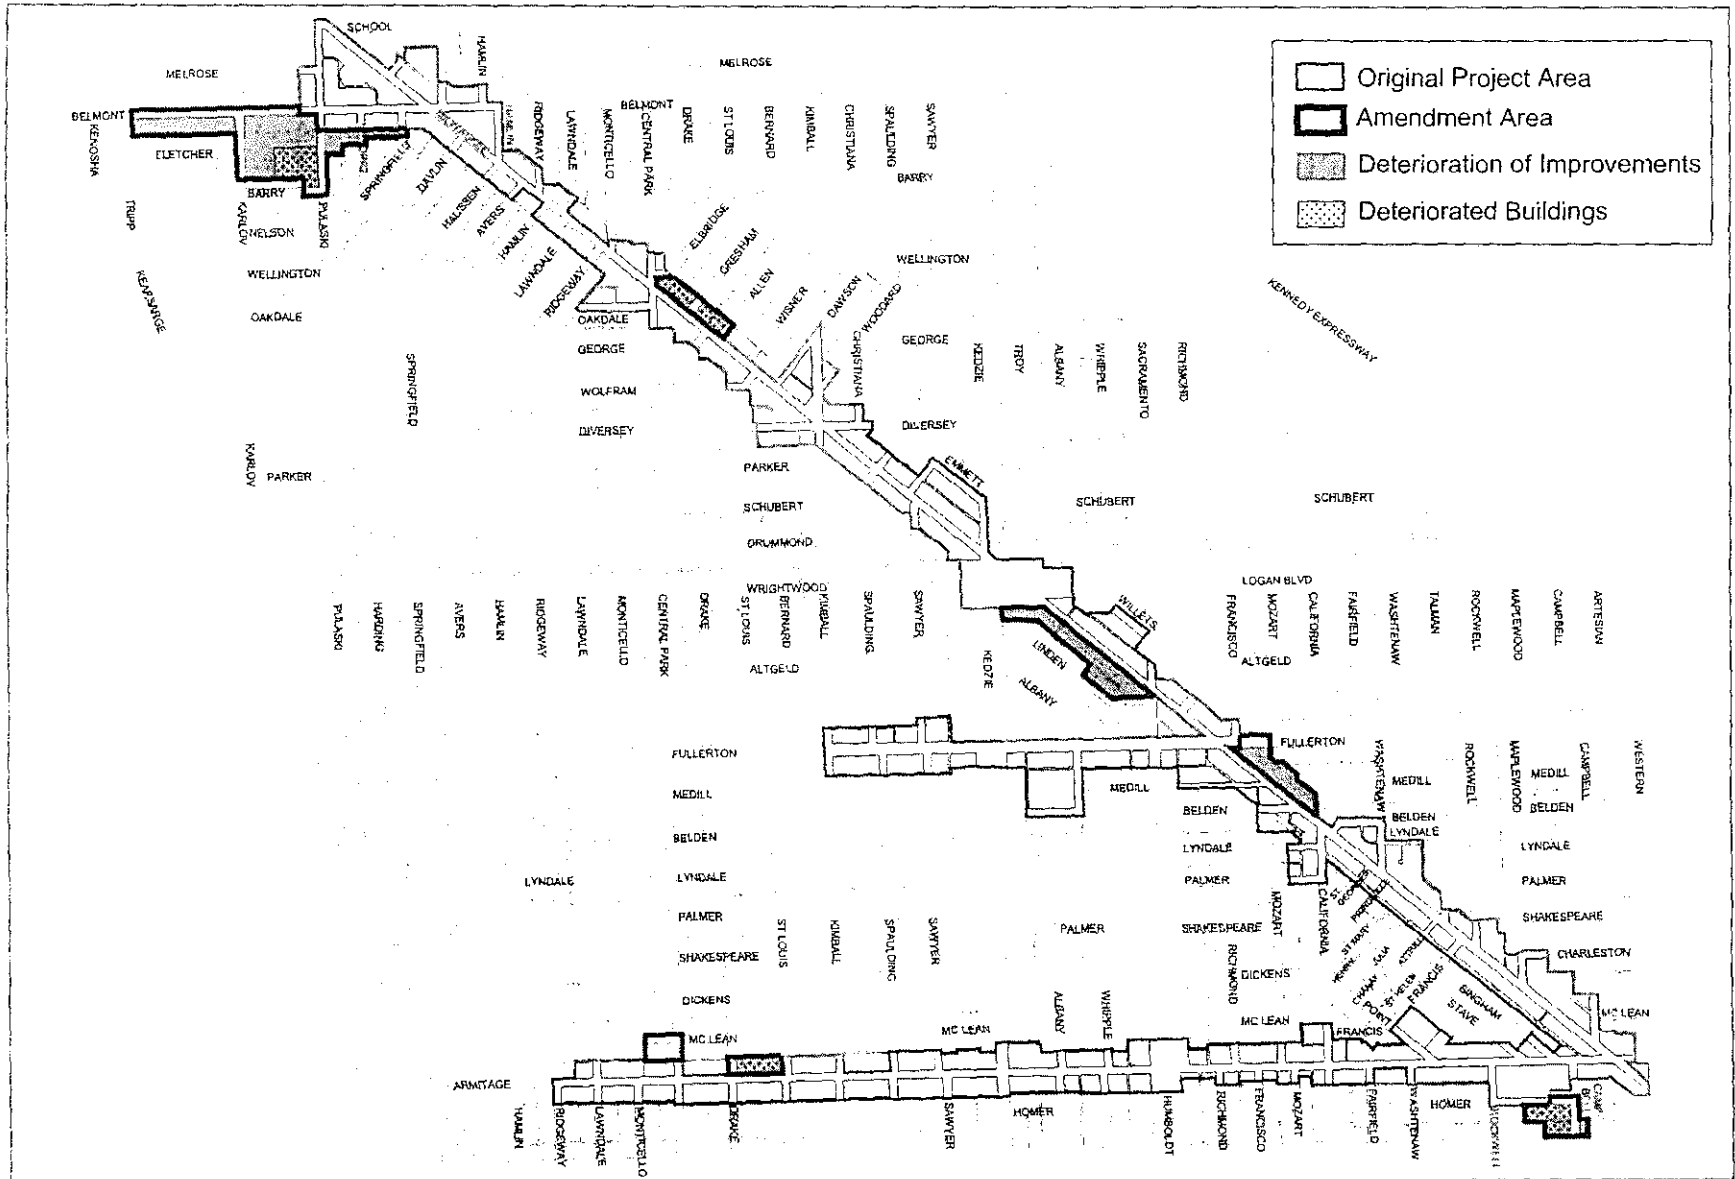 Original Project Area
Amendment Area
Deterioration of Improvements
Deteriorated Buildings
SCHOOL
HAMLIN
MELROSE
MELROSE
BELMONT
KENOSHA
FLETCHER
BARRY
TRIPP
KARLOV
NELSON
PULASKI
WELLINGTON
KEARSARGE
OAKDALE
SPRINGFIELD
DAVLIN
HAUSSEN
AVERS
HAMLIN
LAWNDALE
RIDGEWAY
RIDGEWAY
LAWNDALE
MONTICELLO
BELMONT
CENTRAL PARK
DRAKE
ST LOUIS
BERNARD
KIMBALL
CHRISTIANA
SPAULDING
SAWYER
BARRY
ELBRIDGE
GRESHAM
ALLEN
WISNER
DAWSON
WOODARD
WELLINGTON
KENNEDY EXPRESSWAY
OAKDALE
GEORGE
WOLFRAM
DIVERSEY
CHRISTIANA
GEORGE
KEDZIE
TROY
ALBANY
WHIPPLE
SACRAMENTO
RICHMOND
DIVERSEY
SPRINGFIELD
KARLOV
PARKER
PARKER
SCHUBERT
DRUMMOND
WRIGHTWOOD
EMMETT
SCHUBERT
SCHUBERT
PULASKI
HARDING
SPRINGFIELD
AVERS
HAMLIN
RIDGEWAY
LAWNDALE
MONTICELLO
CENTRAL PARK
DRAKE
ST LOUIS
BERNARD
KIMBALL
SPAULDING
SAWYER
ALTGELD
KEDZIE
LINDEN
ALBANY
WILLETS
LOGAN BLVD
FRANCISCO
MOZART
CALIFORNIA
FAIRFIELD
WASHTENAW
TALMAN
ROCKWELL
MAPLEWOOD
CAMPBELL
ARTESIAN
ALTGELD
FULLERTON
FULLERTON
MEDILL
MEDILL
BELDEN
BELDEN
LYNDALE
LYNDALE
LYNDALE
PALMER
PALMER
PALMER
SHAKESPEARE
SHAKESPEARE
DICKENS
DICKENS
ST LOUIS
KIMBALL
SPAULDING
SAWYER
WASHTENAW
MEDILL
BELDEN
LYNDALE
ROCKWELL
MAPLEWOOD
MEDILL
BELDEN
CAMPBELL
WESTERN
LYNDALE
PALMER
SHAKESPEARE
CHARLESTON
MC LEAN
MOZART
CALIFORNIA
RICHMOND
ST MARY
JULIA
ST HELEN
FRANCIS
POINT
STAVE
BINGHAM
MC LEAN
MC LEAN
ALBANY
WHIPPLE
MC LEAN
FRANCIS
ARMITAGE
HAMLIN
RIDGEWAY
LAWNDALE
MONTICELLO
DRAKE
SAWYER
HOMER
HUMBOLDT
RICHMOND
FRANCISCO
MOZART
FAIRFIELD
WASHTENAW
HOMER
ROCKWELL